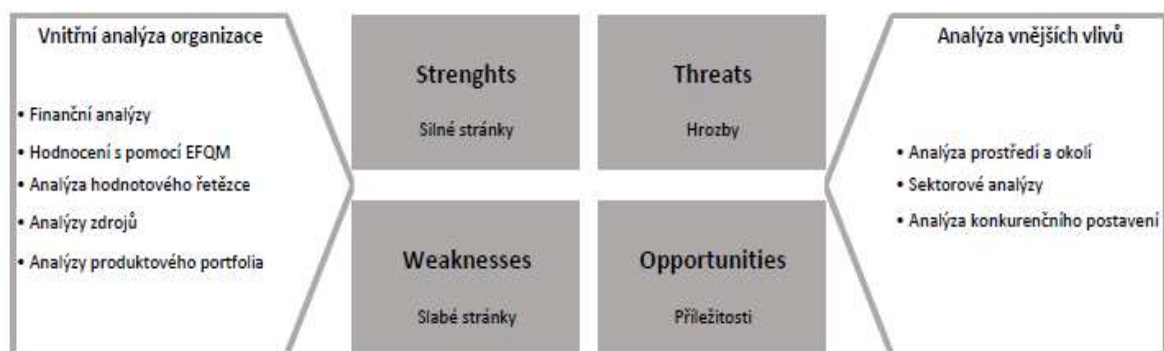 Vnitřní analýza organizace
• Finanční analýzy
• Hodnocení s pomocí EFQM
• Analýza hodnotového řetězce
• Analýzy zdrojů
• Analýzy produktového portfolia
Strenghts
Silné stránky
Threats
Hrozby
Weaknesses
Slabé stránky
Opportunities
Příležitosti
Analýza vnějších vlivů
• Analýza prostředí a okolí
• Sektorové analýzy
• Analýza konkurenčního postavení